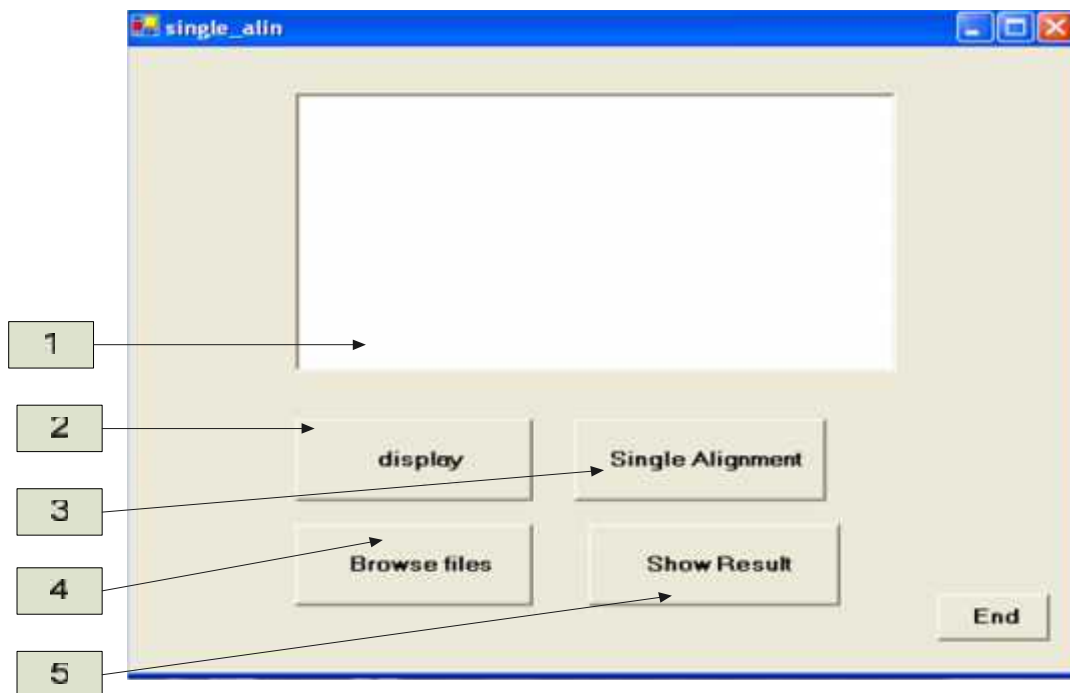 single_alin
1
2
display
Single Alignment
3
Browse files
Show Result
4
End
5